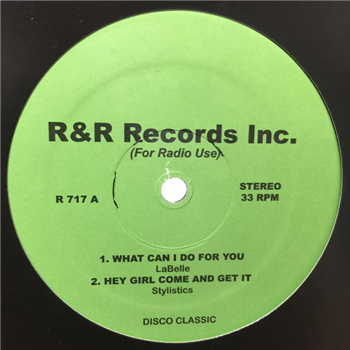 R&R Records Inc.
(For Radio Use)
R 717 A
STEREO
33 RPM
1. WHAT CAN I DO FOR YOU
LaBelle
2. HEY GIRL COME AND GET IT
Stylistics
DISCO CLASSIC